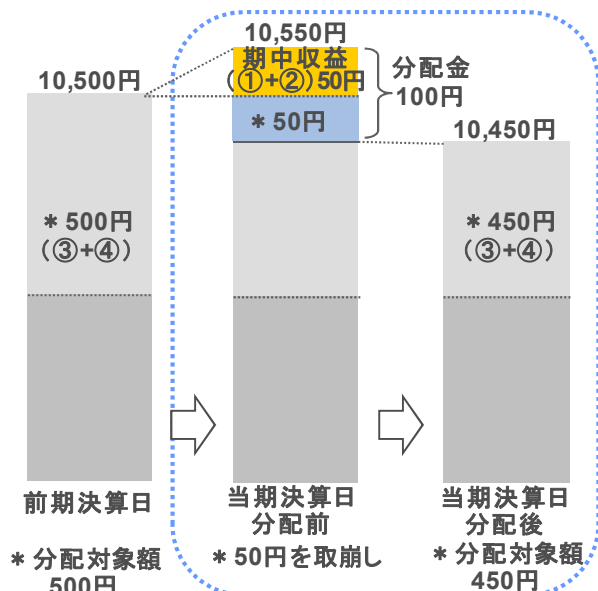 10,500円
＊500円
（③+④）
前期決算日
＊分配対象額
500円
10,550円
期中収益
（①+②）50円
＊50円
分配金
100円
当期決算日
分配前
＊50円を取崩し
10,450円
＊450円
（③+④）
当期決算日
分配後
＊分配対象額
450円